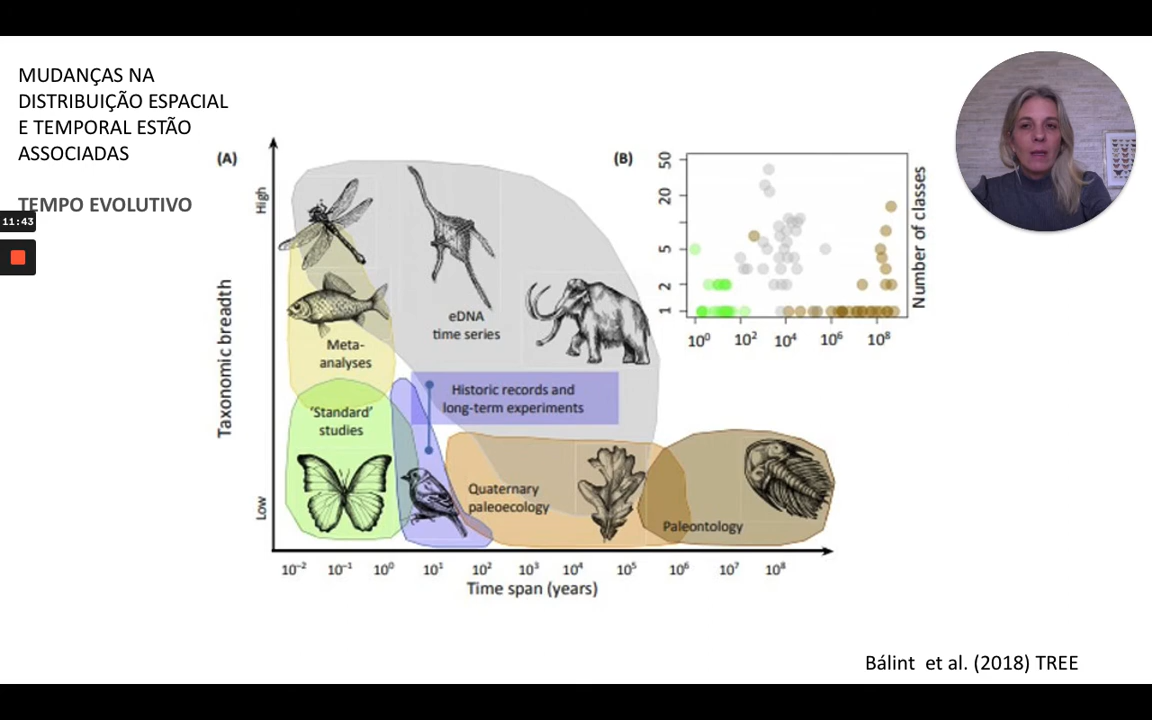 MUDANÇAS NA
DISTRIBUIÇÃO ESPACIAL
E TEMPORAL ESTÃO
ASSOCIADAS
TEMPO EVOLUTIVO
11:43
(A)
High
Taxonomic breadth
Low
eDNA
time series
Meta-
analyses
Historic records and
long-term experiments
'Standard'
studies
Quaternary
paleoecology
Paleontology
10⁻² 10⁻¹ 10⁰ 10¹ 10² 10³ 10⁴ 10⁵ 10⁶ 10⁷ 10⁸
Time span (years)
(B)
50
20
5
2
1
10⁰ 10² 10⁴ 10⁶ 10⁸
Number of classes
Bálint et al. (2018) TREE